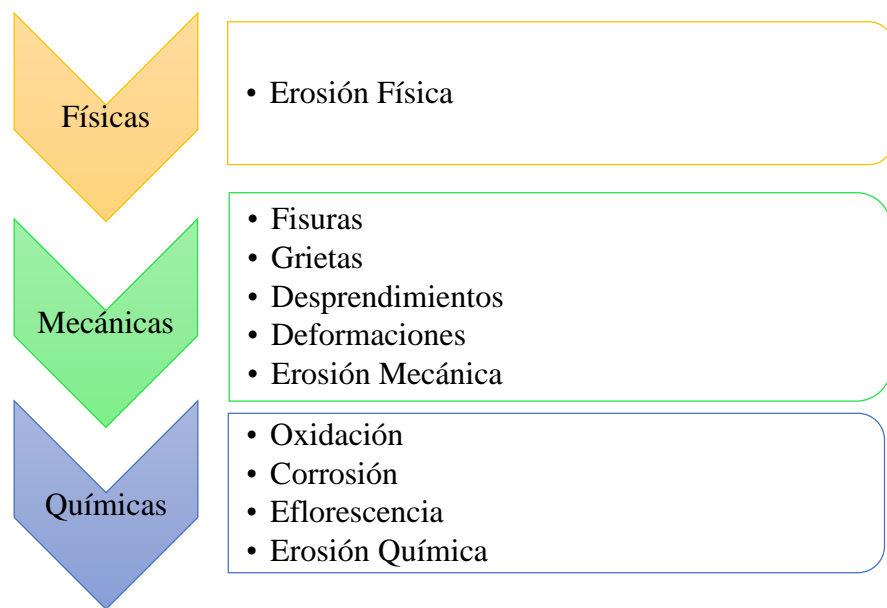 Físicas
• Erosión Física
Mecánicas
• Fisuras
• Grietas
• Desprendimientos
• Deformaciones
• Erosión Mecánica
Químicas
• Oxidación
• Corrosión
• Eflorescencia
• Erosión Química